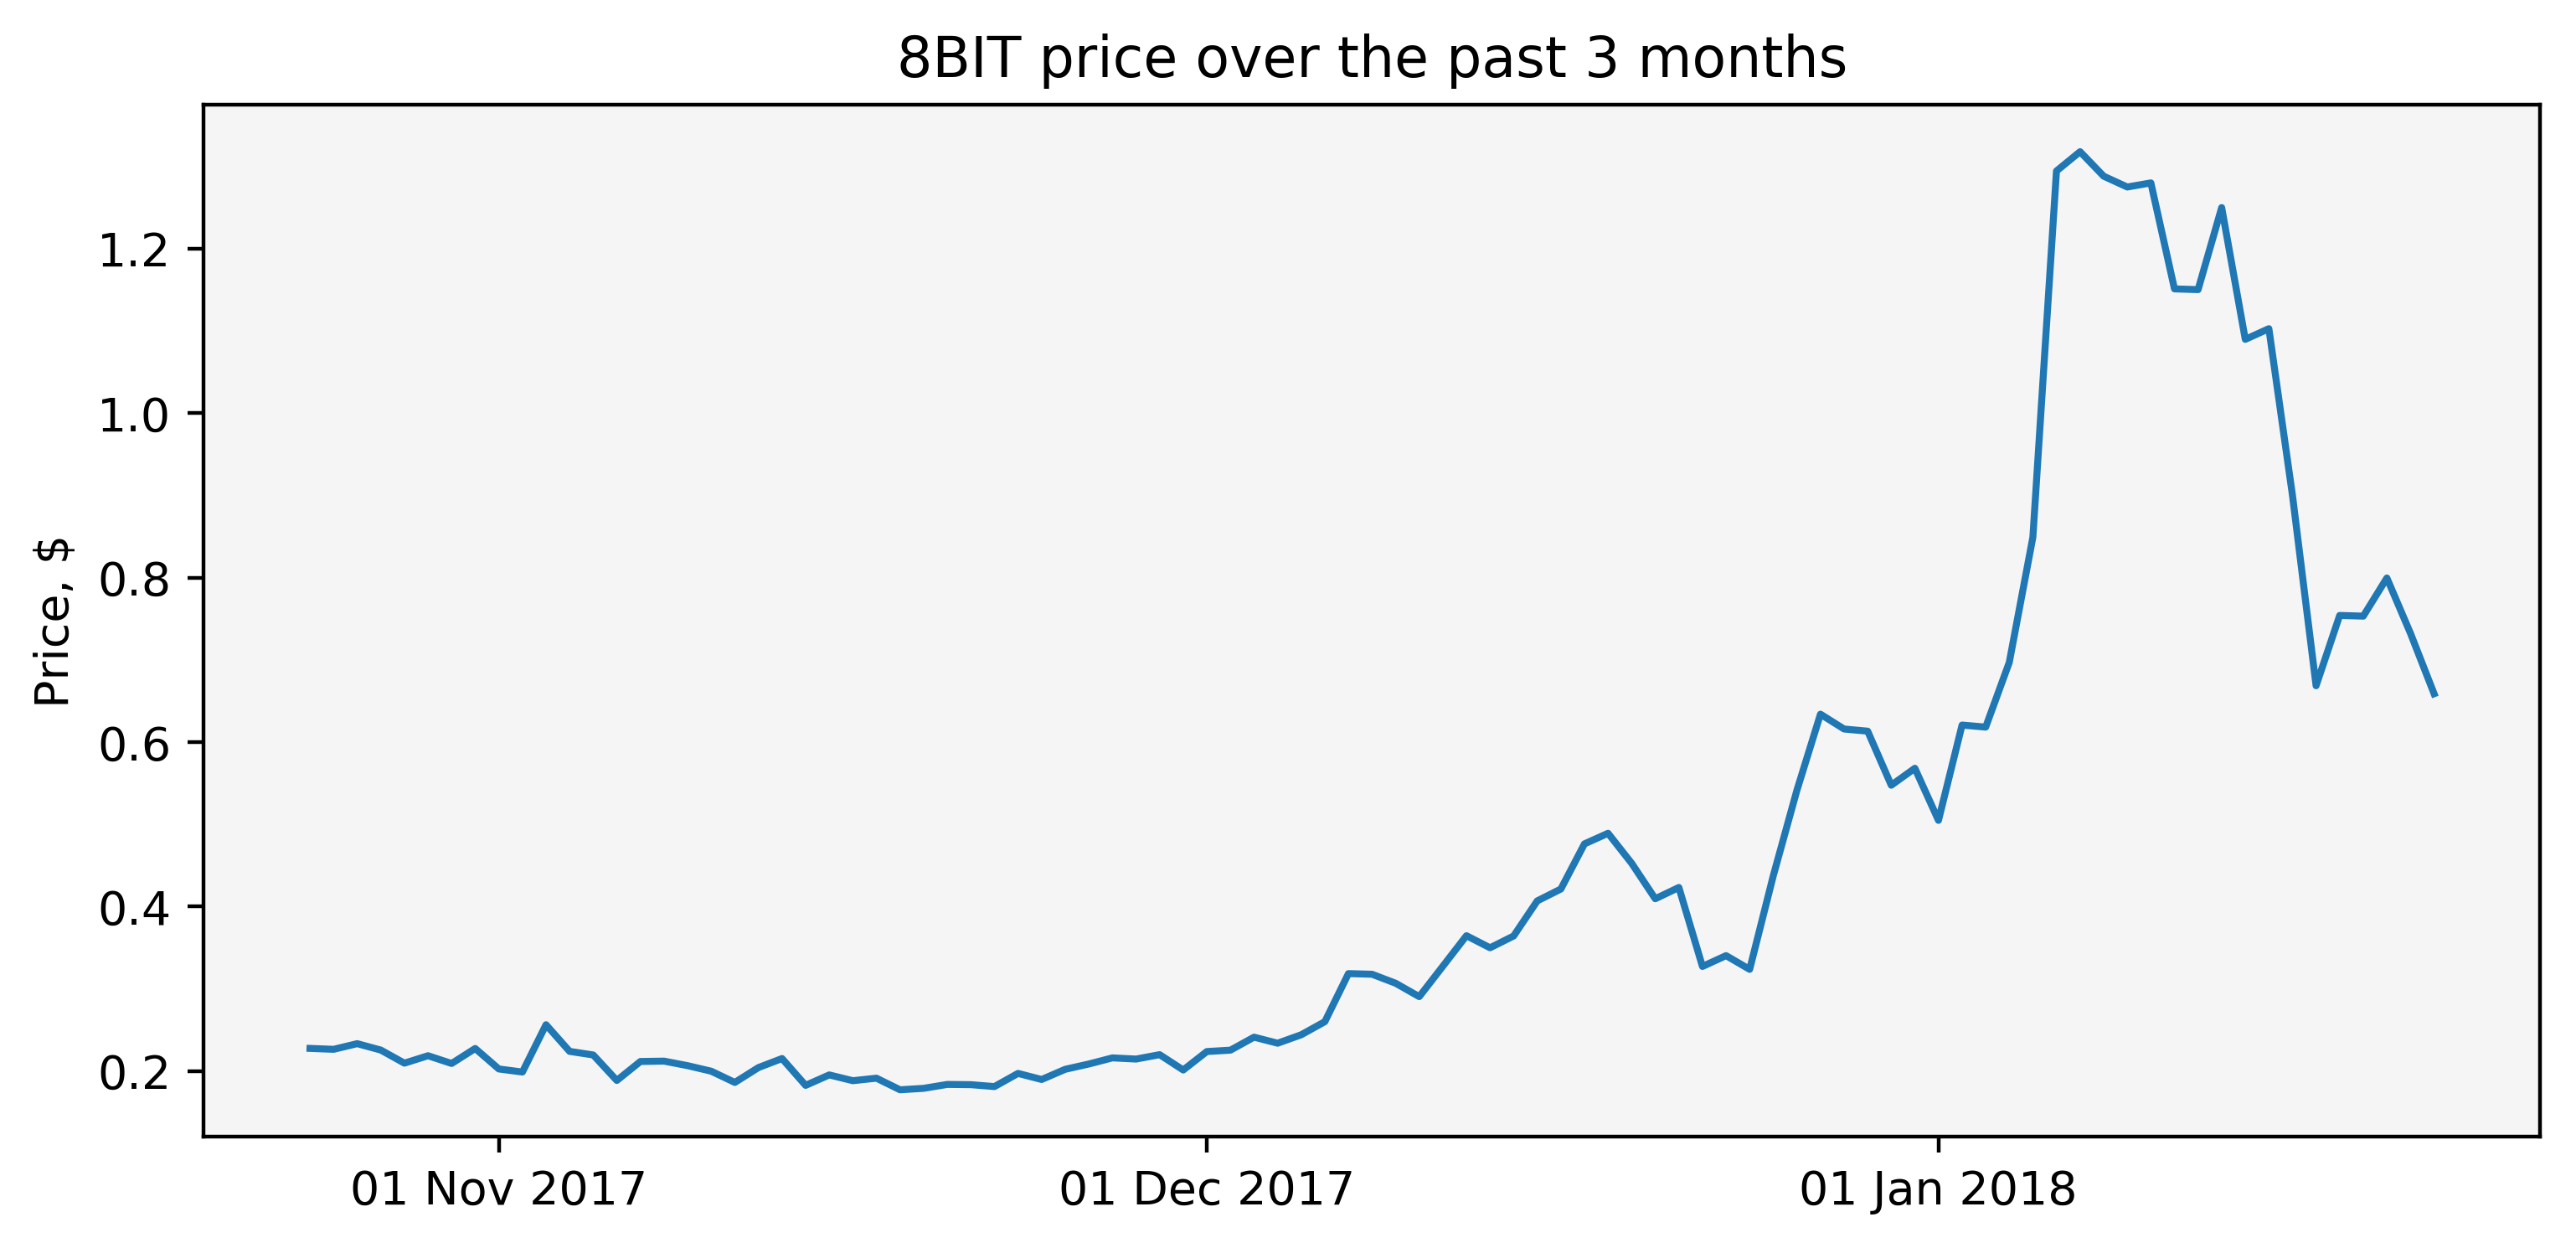 8BIT price over the past 3 months
Price, $
1.2
1.0
0.8
0.6
0.4
0.2
01 Nov 2017
01 Dec 2017
01 Jan 2018